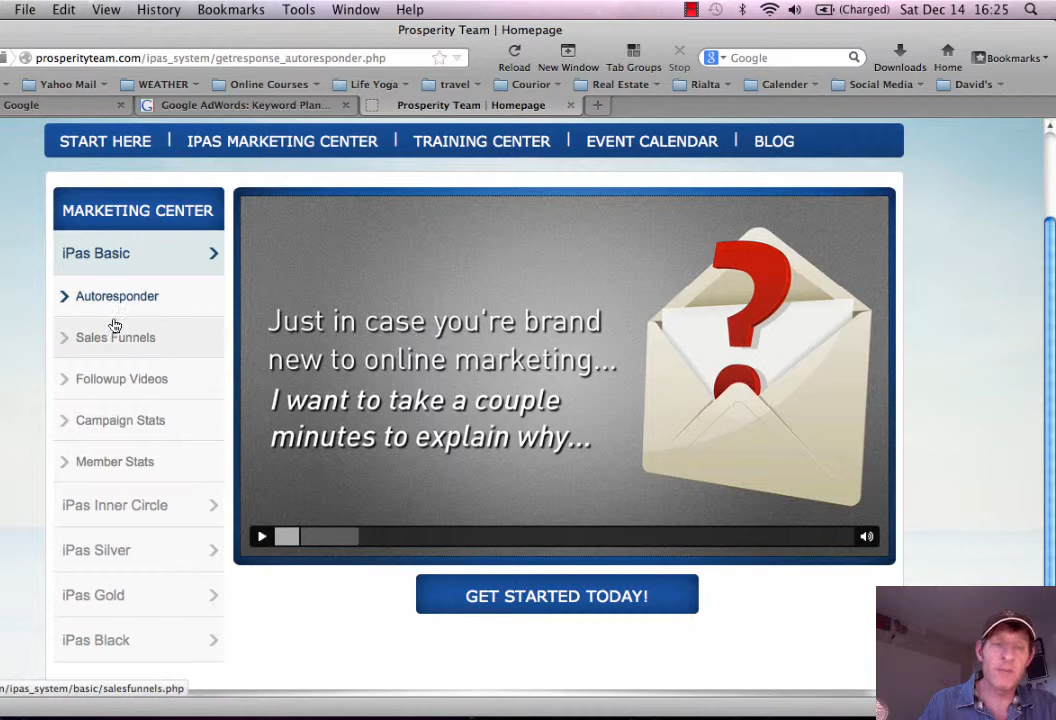 File Edit View History Bookmarks Tools Window Help (Charged) Sat Dec 14 16:25
Prosperity Team | Homepage
prosperityteam.com/ipas_system/getresponse_autoresponder.php Google
Reload New Window Tab Groups Stop Downloads Home Bookmarks
Yahoo Mail WEATHER Online Courses Life Yoga travel Courior Real Estate Rialta Calender Social Media David's
Google Google AdWords: Keyword Plan... Prosperity Team | Homepage
START HERE | IPAS MARKETING CENTER | TRAINING CENTER | EVENT CALENDAR | BLOG
MARKETING CENTER
iPas Basic
Autoresponder
Sales Funnels
Followup Videos
Campaign Stats
Member Stats
iPas Inner Circle
iPas Silver
iPas Gold
iPas Black
Just in case you're brand
new to online marketing...
I want to take a couple
minutes to explain why...
?
GET STARTED TODAY!
m/ipas_system/basic/salesfunnels.php